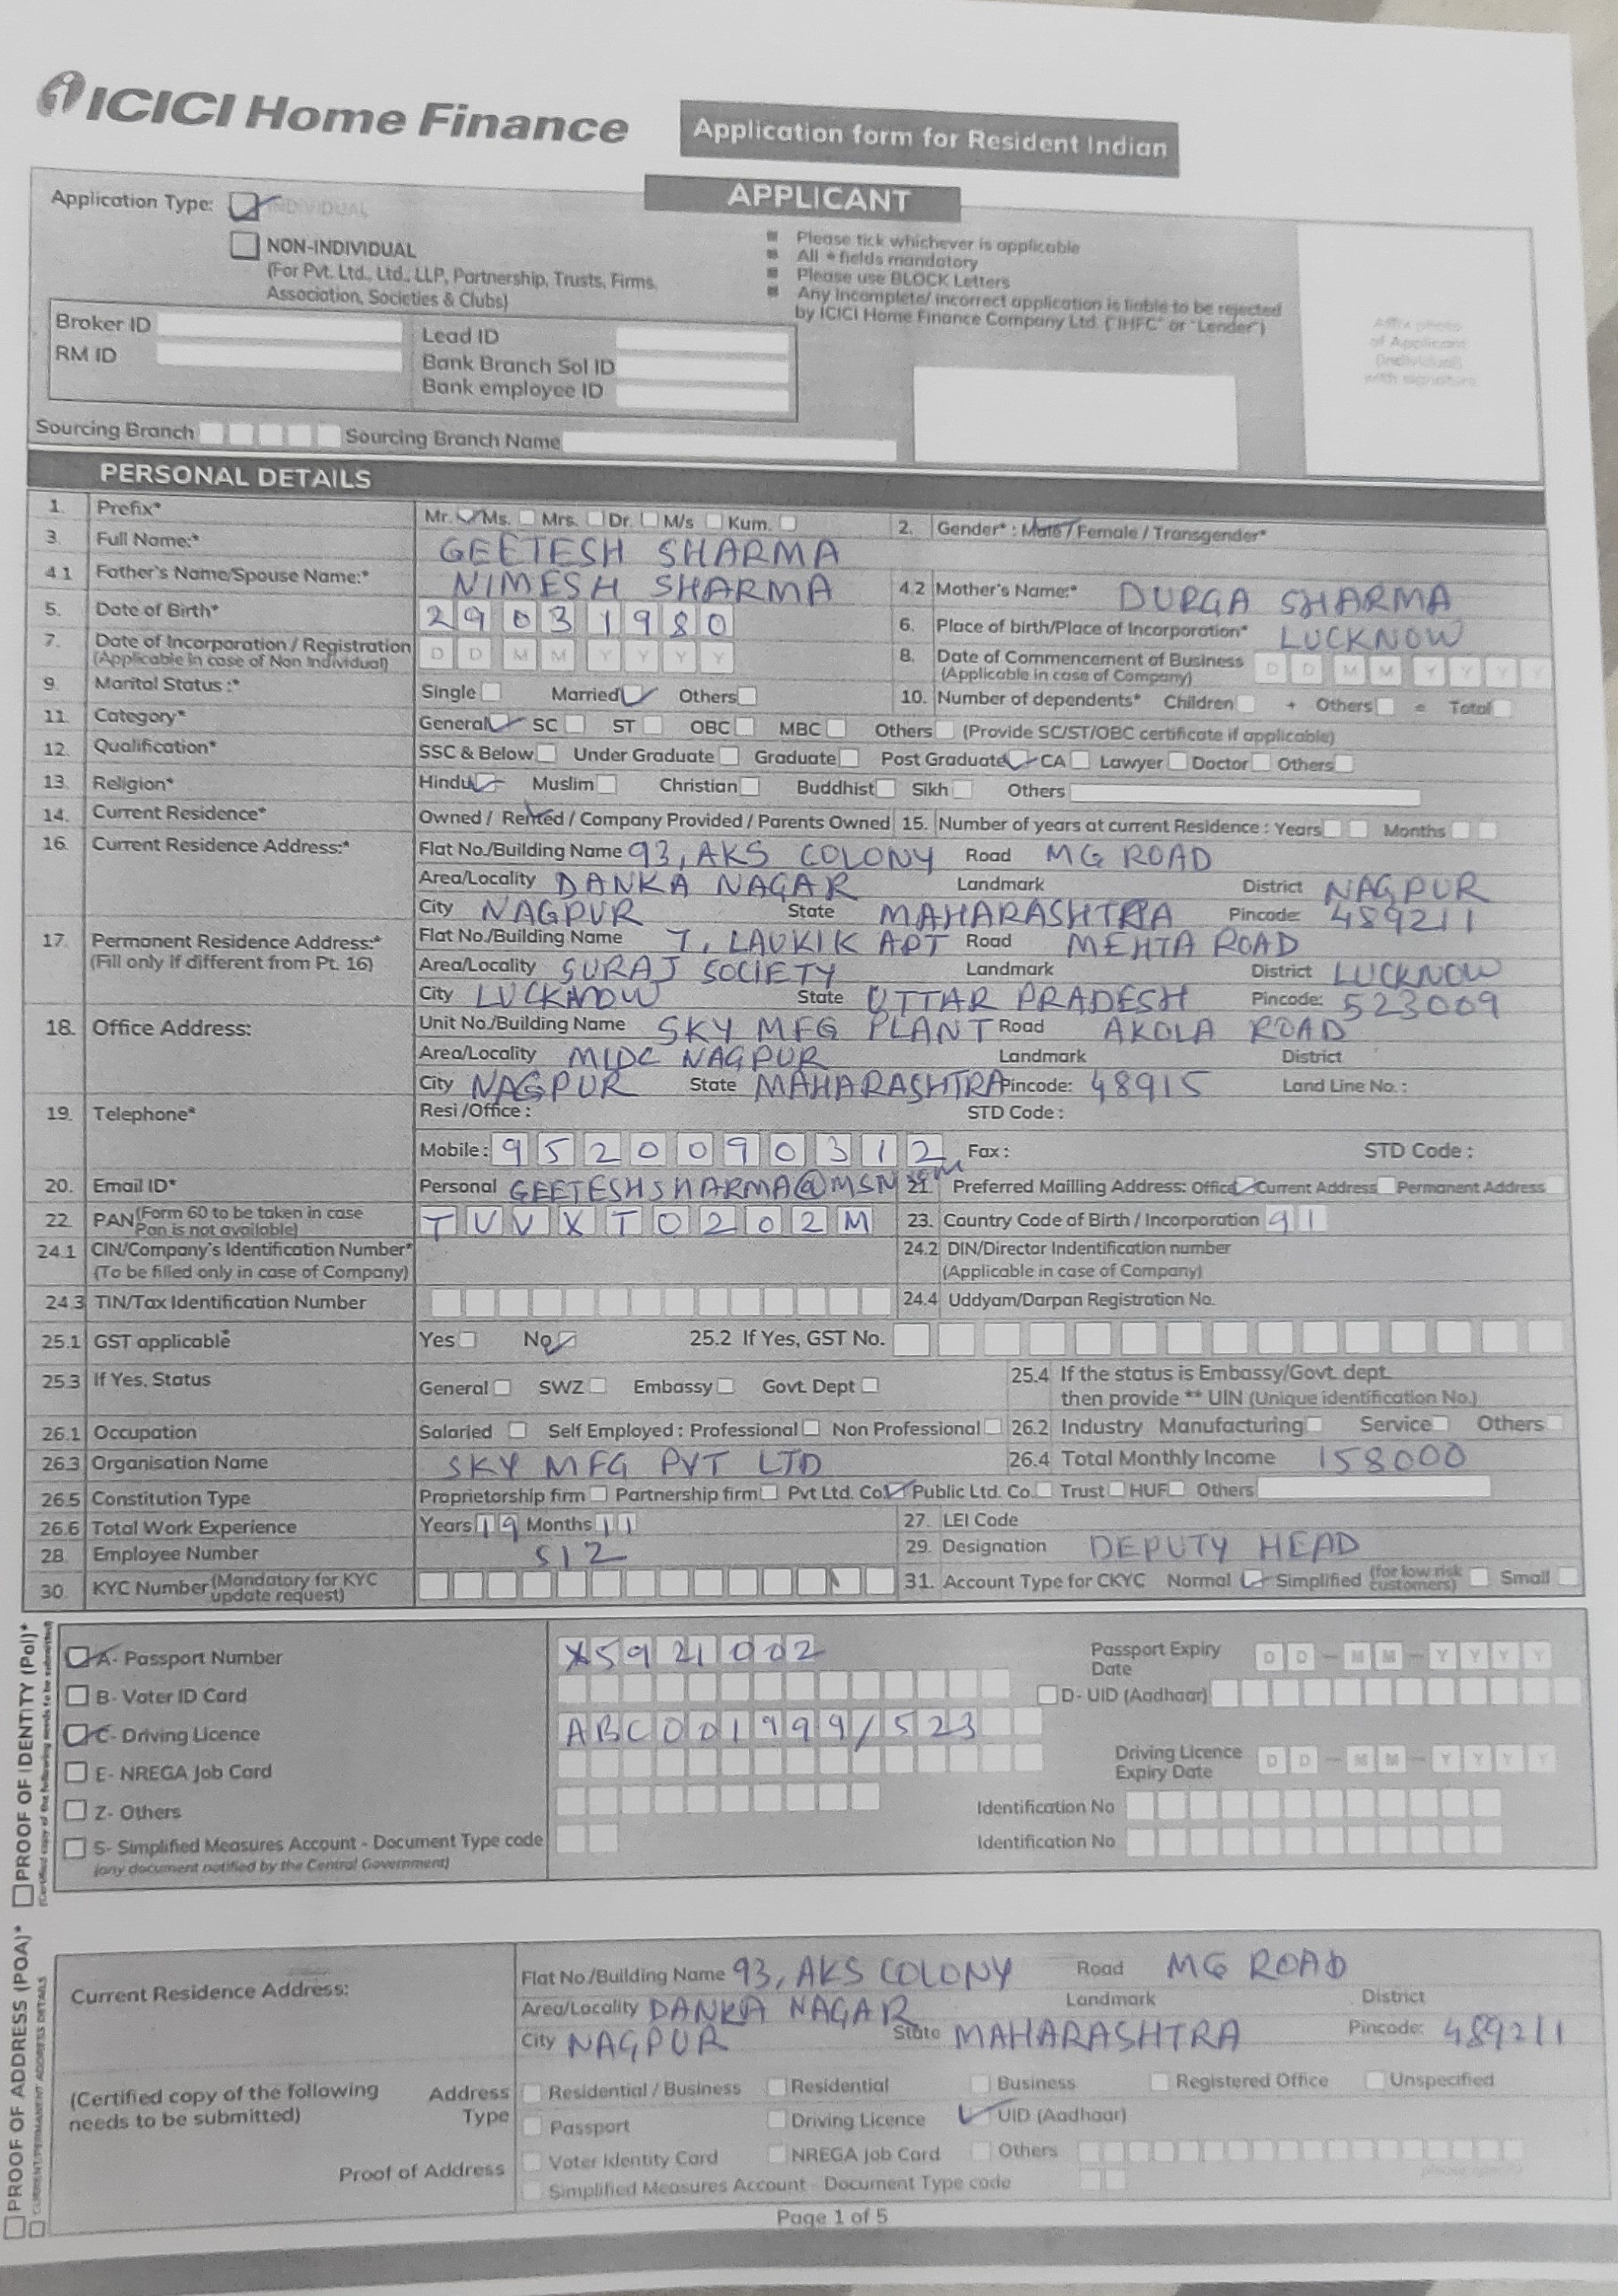 ICICI Home Finance
Application form for Resident Indian
APPLICANT
Application Type: INDIVIDUAL
NON-INDIVIDUAL
(For Pvt. Ltd., Ltd., LLP, Partnership, Trusts, Firms,
Association, Societies & Clubs)
Please tick whichever is applicable
All * fields mandatory
Please use BLOCK Letters
Any incomplete/ incorrect application is liable to be rejected
by ICICI Home Finance Company Ltd. ("IHFC" or "Lender")
Affix photo
of Applicant
(individual)
with signature
Broker ID
RM ID
Lead ID
Bank Branch Sol ID
Bank employee ID
Sourcing Branch Sourcing Branch Name
PERSONAL DETAILS
1. Prefix* Mr. Ms. Mrs. Dr. M/s Kum. 2. Gender* : Male / Female / Transgender*
3. Full Name:* GEETESH SHARMA
4.1 Father's Name/Spouse Name:* NIMESH SHARMA 4.2 Mother's Name:* DURGA SHARMA
5. Date of Birth* 29031980 6. Place of birth/Place of Incorporation* LUCKNOW
7. Date of Incorporation / Registration D D M M Y Y Y Y 8. Date of Commencement of Business D D M M Y Y Y Y
(Applicable in case of Non Individual) (Applicable in case of Company)
9. Marital Status :* Single Married Others 10. Number of dependents* Children + Others = Total
11. Category* General SC ST OBC MBC Others (Provide SC/ST/OBC certificate if applicable)
12. Qualification* SSC & Below Under Graduate Graduate Post Graduate CA Lawyer Doctor Others
13. Religion* Hindu Muslim Christian Buddhist Sikh Others
14. Current Residence* Owned / Rented / Company Provided / Parents Owned 15. Number of years at current Residence : Years Months
16. Current Residence Address:* Flat No./Building Name 93, AKS COLONY Road MG ROAD
Area/Locality DANKA NAGAR Landmark District NAGPUR
City NAGPUR State MAHARASHTRA Pincode: 489211
17. Permanent Residence Address:* Flat No./Building Name 7, LAUKIK APT Road MEHTA ROAD
(Fill only if different from Pt. 16) Area/Locality SURAJ SOCIETY Landmark District LUCKNOW
City LUCKNOW State UTTAR PRADESH Pincode: 523009
18. Office Address: Unit No./Building Name SKY MFG PLANT Road AKOLA ROAD
Area/Locality MIDC NAGPUR Landmark District
City NAGPUR State MAHARASHTRA Pincode: 48915 Land Line No. :
19. Telephone* Resi /Office : STD Code :
Mobile : 9520090312 Fax : STD Code :
20. Email ID* Personal GEETESHSHARMA@MSN.com 21. Preferred Mailling Address: Office Current Address Permanent Address
22. PAN (Form 60 to be taken in case Pan is not available) TUVXT0202M 23. Country Code of Birth / Incorporation 91
24.1 CIN/Company's Identification Number* 24.2 DIN/Director Indentification number
(To be filled only in case of Company) (Applicable in case of Company)
24.3 TIN/Tax Identification Number 24.4 Uddyam/Darpan Registration No.
25.1 GST applicable* Yes No 25.2 If Yes, GST No.
25.3 If Yes, Status General SWZ Embassy Govt. Dept 25.4 If the status is Embassy/Govt. dept.
then provide ** UIN (Unique identification No.)
26.1 Occupation Salaried Self Employed : Professional Non Professional 26.2 Industry Manufacturing Service Others
26.3 Organisation Name SKY MFG PVT LTD 26.4 Total Monthly Income 158000
26.5 Constitution Type Proprietorship firm Partnership firm Pvt Ltd. Co. Public Ltd. Co. Trust HUF Others
26.6 Total Work Experience Years 19 Months 11 27. LEI Code
28. Employee Number 512 29. Designation DEPUTY HEAD
30. KYC Number (Mandatory for KYC update request) 31. Account Type for CKYC Normal Simplified (for low risk customers) Small
PROOF OF IDENTITY (PoI)*
(Certified copy of the following needs to be submitted)
A- Passport Number X5921002 Passport Expiry Date D D - M M - Y Y Y Y
B- Voter ID Card D- UID (Aadhaar)
C- Driving Licence ABC001999/523
E- NREGA Job Card Driving Licence Expiry Date D D - M M - Y Y Y Y
Z- Others Identification No
S- Simplified Measures Account - Document Type code Identification No
(any document notified by the Central Government)
PROOF OF ADDRESS (POA)*
CURRENT/PERMANENT ADDRESS DETAILS
Current Residence Address: Flat No./Building Name 93, AKS COLONY Road MG ROAD
Area/Locality DANKA NAGAR Landmark District
City NAGPUR State MAHARASHTRA Pincode: 489211
(Certified copy of the following needs to be submitted) Address Type Residential / Business Residential Business Registered Office Unspecified
Passport Driving Licence UID (Aadhaar)
Proof of Address Voter Identity Card NREGA Job Card Others
please specify
Simplified Measures Account - Document Type code
Page 1 of 5